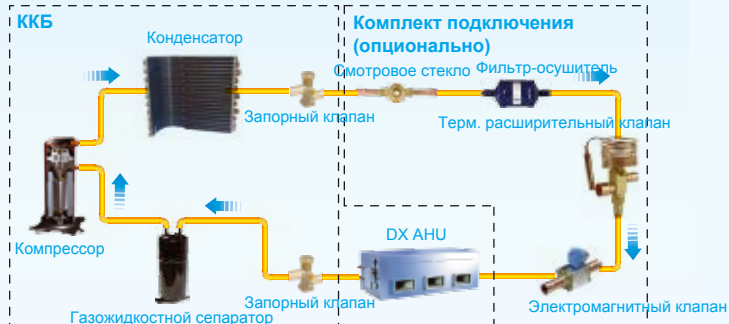 ККБ
Комплект подключения
(опционально)
Конденсатор
Смотровое стекло
Фильтр-осушитель
Запорный клапан
Терм. расширительный клапан
Компрессор
DX AHU
Газожидкостной сепаратор
Запорный клапан
Электромагнитный клапан